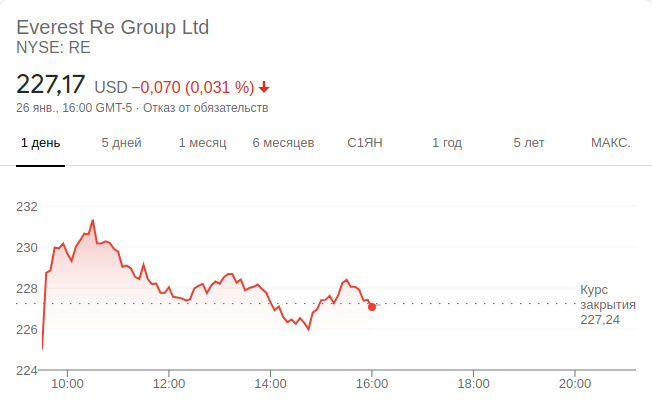 Everest Re Group Ltd
NYSE: RE
227,17 USD −0,070 (0,031 %)
26 янв., 16:00 GMT-5 · Отказ от обязательств
1 день 5 дней 1 месяц 6 месяцев С1ЯН 1 год 5 лет МАКС.
232
230
228
226
224
Курс
закрытия
227,24
10:00 12:00 14:00 16:00 18:00 20:00